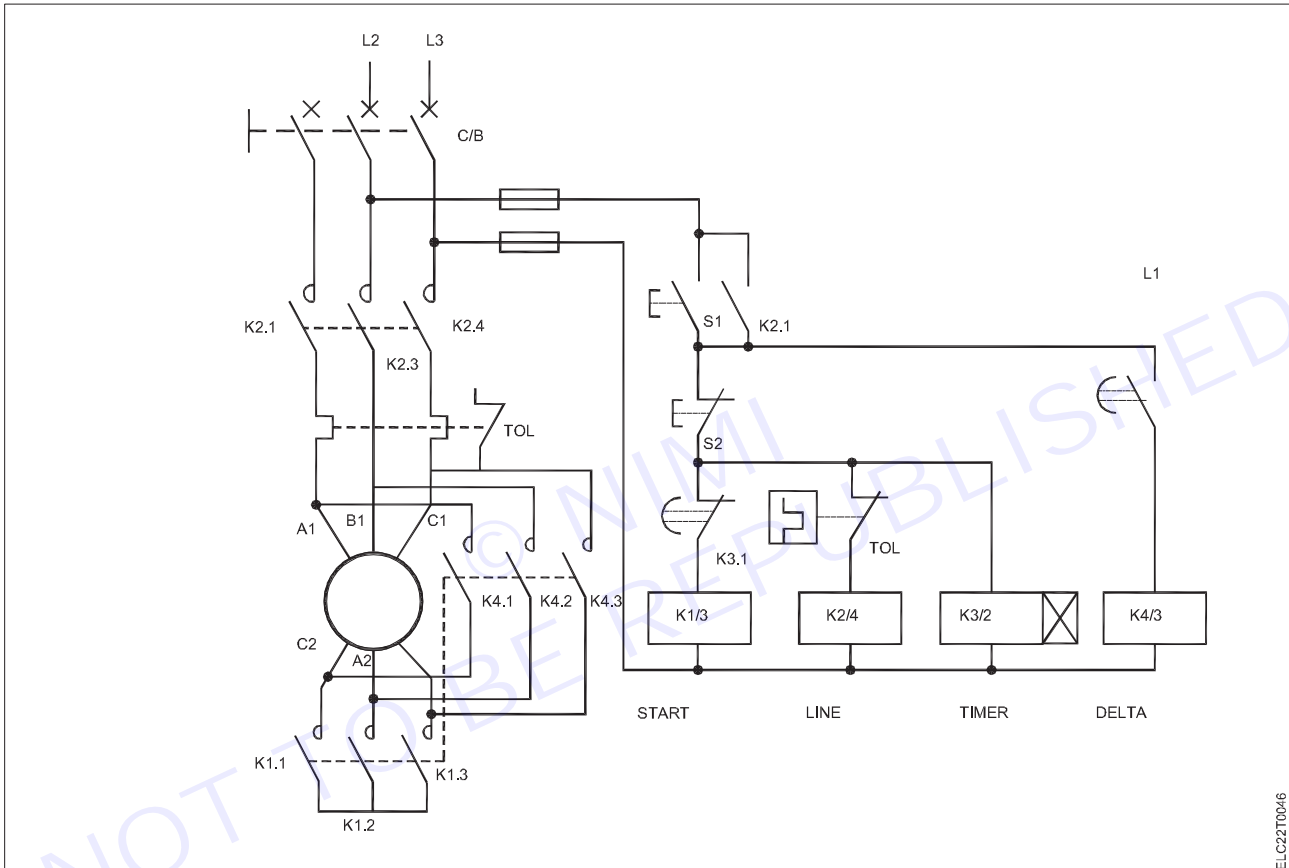 L2 L3
C/B
L1
K2.1 K2.4 S1 K2.1
K2.3
TOL
S2
A1 B1 C1
TOL
K3.1
K4.1 K4.2 K4.3 K1/3 K2/4 K3/2 K4/3
C2 A2
START LINE TIMER DELTA
K1.1 K1.3
K1.2
© NIMI
NOT TO BE REPUBLISHED
ELC22T0046